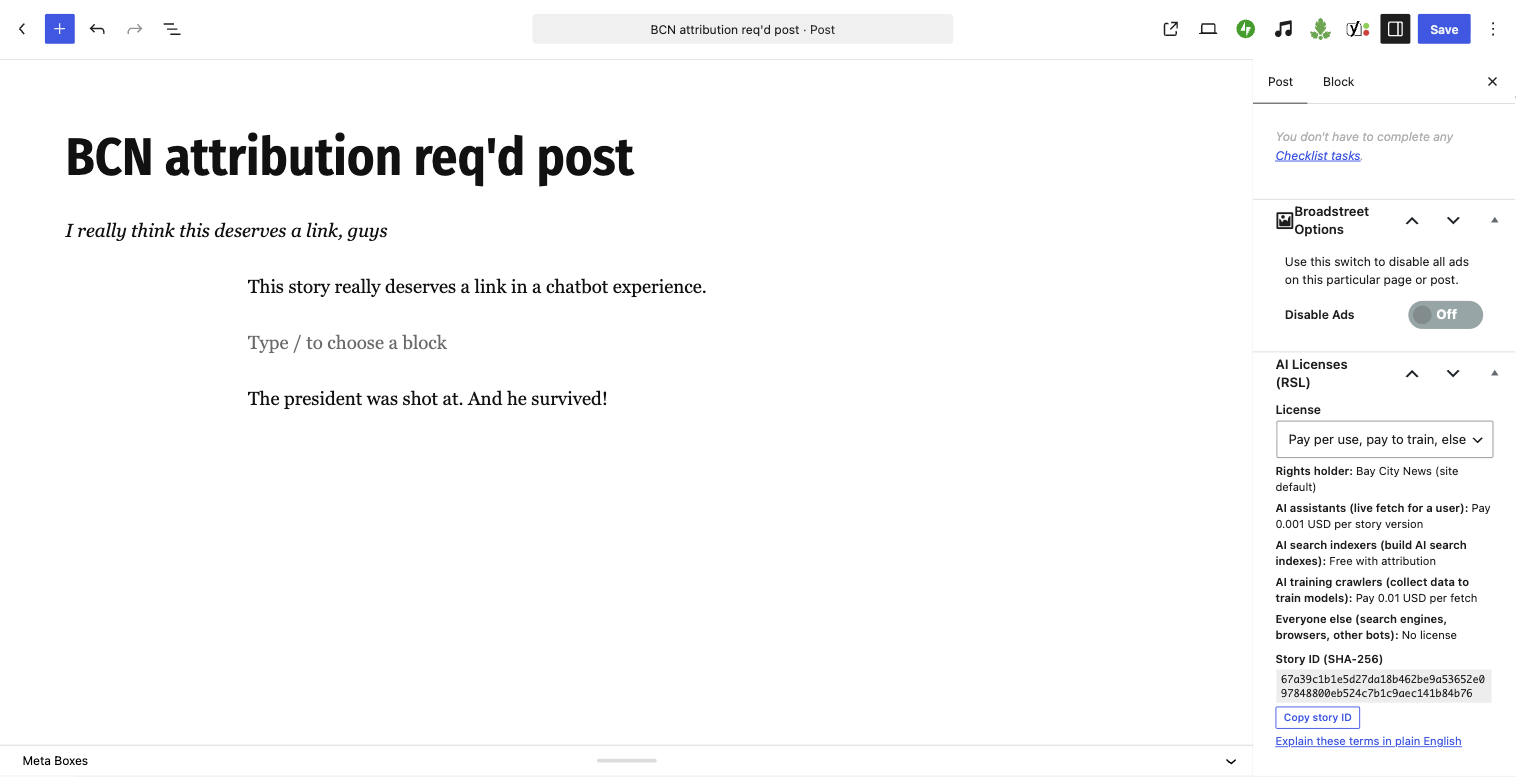 BCN attribution req'd post · Post
Save
Post Block
BCN attribution req'd post
I really think this deserves a link, guys
This story really deserves a link in a chatbot experience.
Type / to choose a block
The president was shot at. And he survived!
You don't have to complete any
Checklist tasks.
Broadstreet
Options
Use this switch to disable all ads
on this particular page or post.
Disable Ads
Off
AI Licenses
(RSL)
License
Pay per use, pay to train, else
Rights holder: Bay City News (site
default)
AI assistants (live fetch for a user): Pay
0.001 USD per story version
AI search indexers (build AI search
indexes): Free with attribution
AI training crawlers (collect data to
train models): Pay 0.01 USD per fetch
Everyone else (search engines,
browsers, other bots): No license
Story ID (SHA-256)
67a39c1b1e5d27da18b462be9a53652e0
97848800eb524c7b1c9aec141b84b76
Copy story ID
Explain these terms in plain English
Meta Boxes